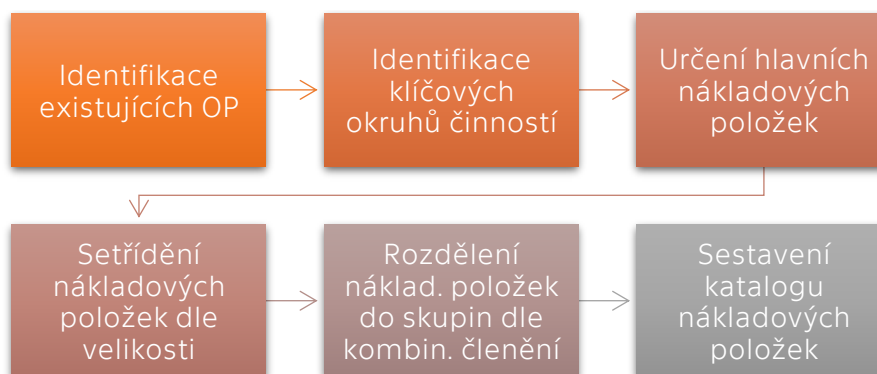 Identifikace
existujících OP
Identifikace
klíčových
okruhů činností
Určení hlavních
nákladových
položek
Setřídění
nákladových
položek dle
velikosti
Rozdělení
náklad. položek
do skupin dle
kombin. členění
Sestavení
katalogu
nákladových
položek